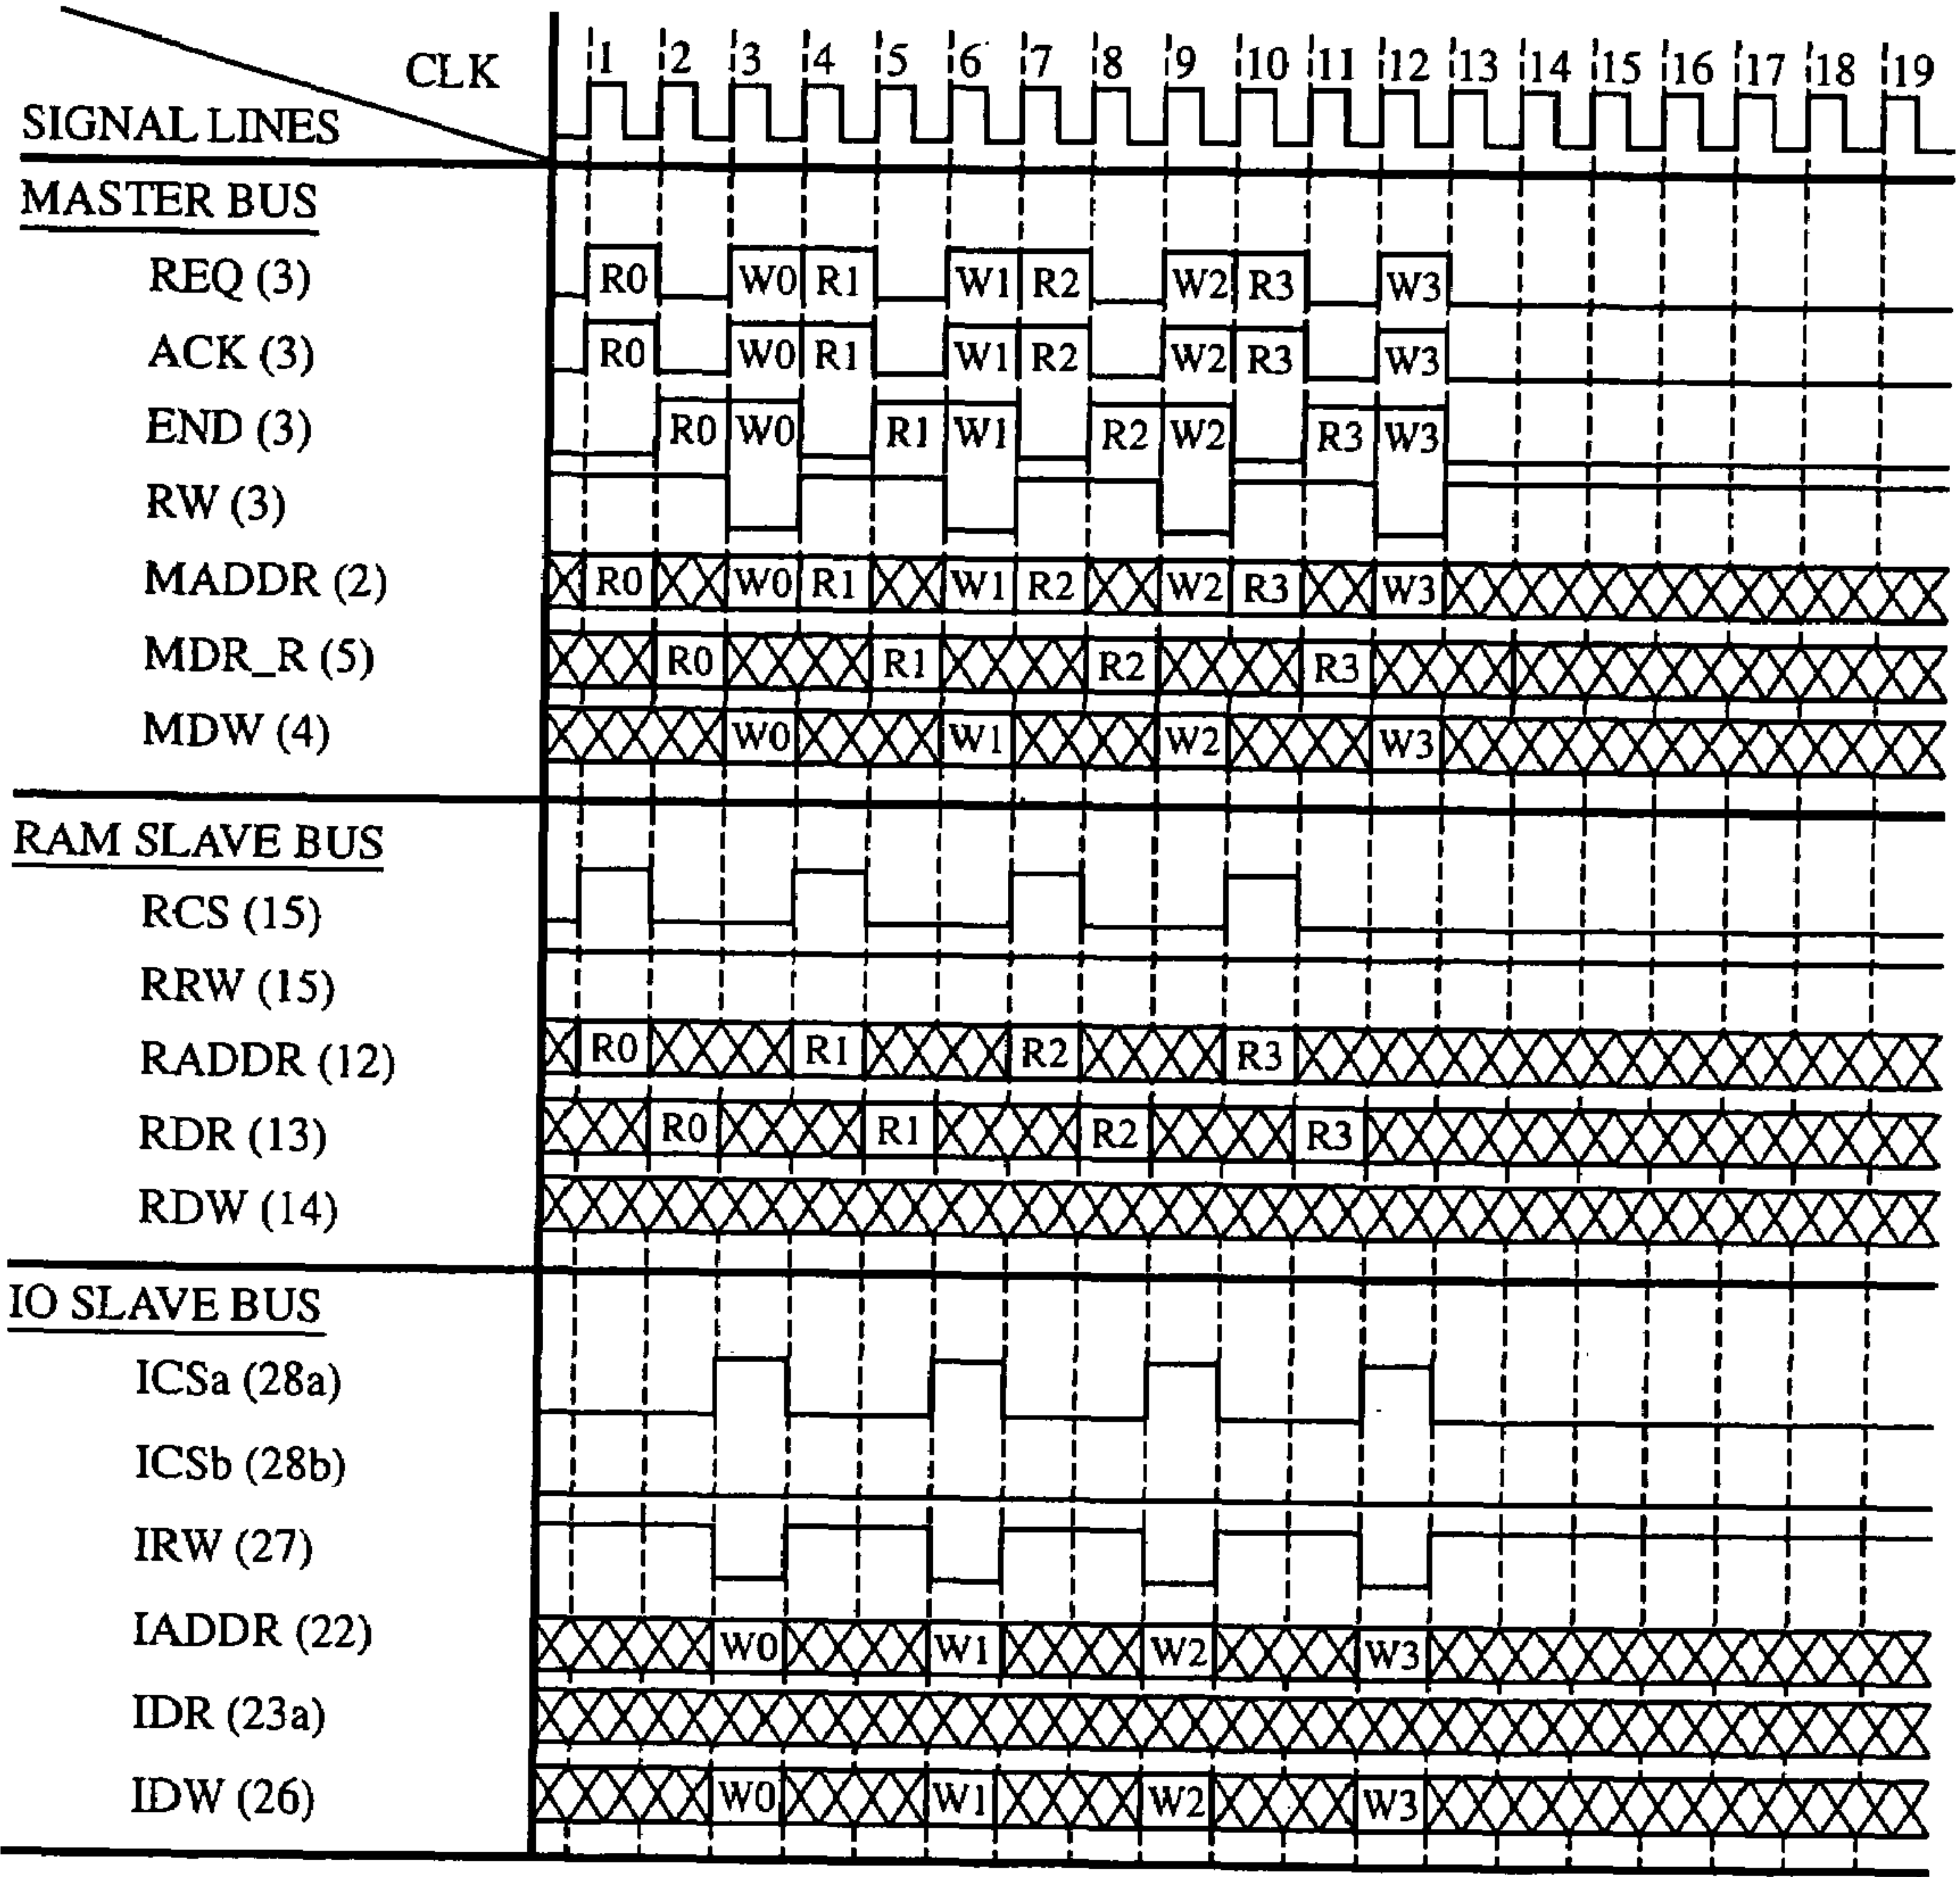 CLK 1 2 3 4 5 6 7 8 9 10 11 12 13 14 15 16 17 18 19
SIGNAL LINES
MASTER BUS
REQ (3) R0 W0 R1 W1 R2 W2 R3 W3
ACK (3) R0 W0 R1 W1 R2 W2 R3 W3
END (3) R0 W0 R1 W1 R2 W2 R3 W3
RW (3)
MADDR (2) R0 W0 R1 W1 R2 W2 R3 W3
MDR_R (5) R0 R1 R2 R3
MDW (4) W0 W1 W2 W3
RAM SLAVE BUS
RCS (15)
RRW (15)
RADDR (12) R0 R1 R2 R3
RDR (13) R0 R1 R2 R3
RDW (14)
IO SLAVE BUS
ICSa (28a)
ICSb (28b)
IRW (27)
IADDR (22) W0 W1 W2 W3
IDR (23a)
IDW (26) W0 W1 W2 W3